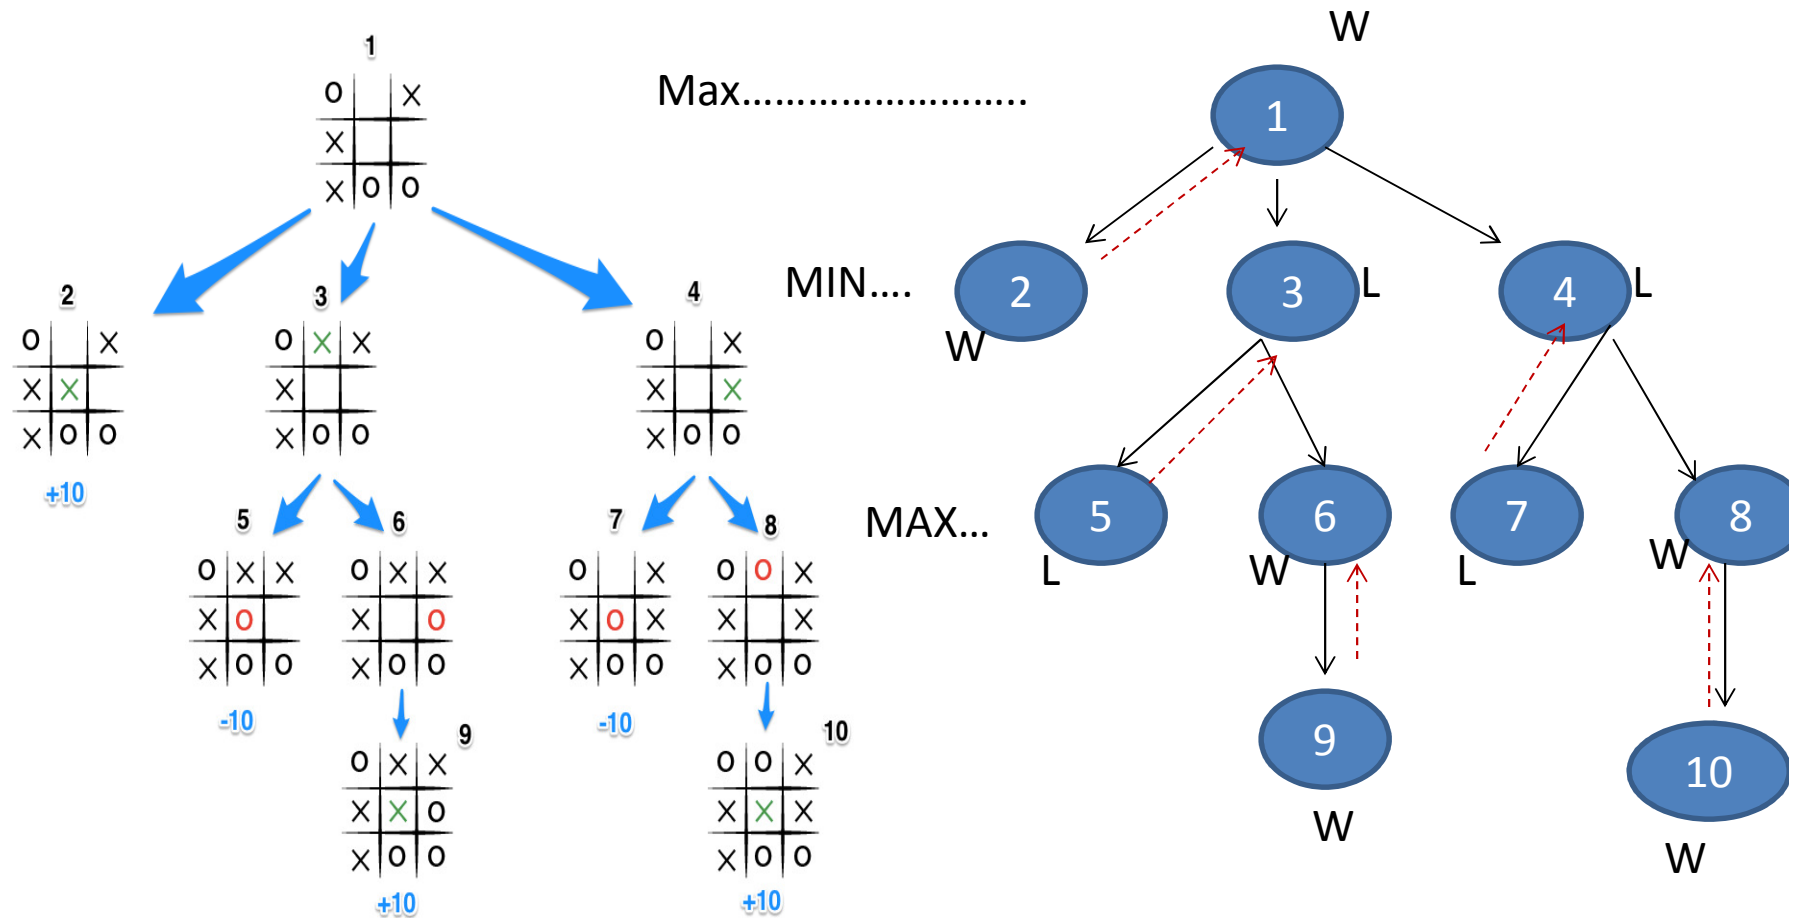 1
O X
X
X O O
2
O X
X X
X O O
+10
3
O X X
X
X O O
4
O X
X X
X O O
5
O X X
X O
X O O
-10
6
O X X
X O
X O O
7
O X
X O X
X O O
-10
8
O O X
X X
X O O
9
O X X
X X O
X O O
+10
10
O O X
X X X
X O O
+10
W
Max……………………..
1
MIN….
2
W
3 L
4 L
MAX…
5
L
6
W
7
L
8
W
9
W
10
W